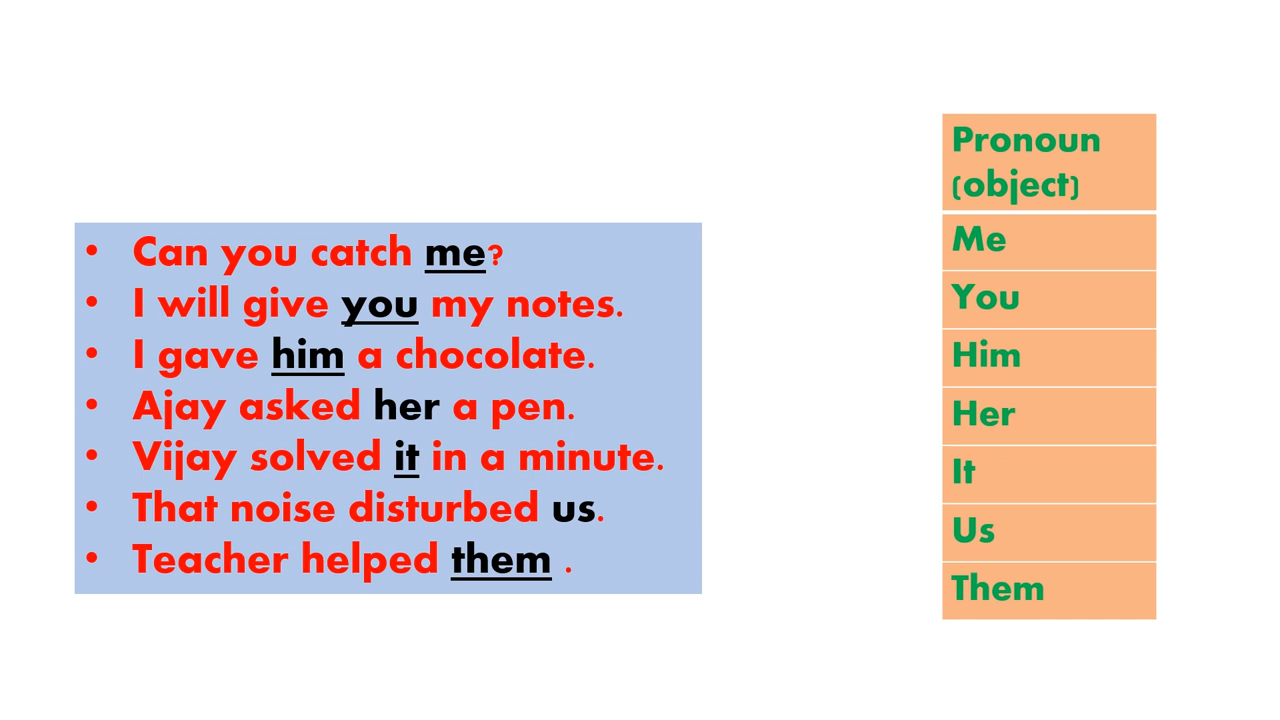 • Can you catch me?
• I will give you my notes.
• I gave him a chocolate.
• Ajay asked her a pen.
• Vijay solved it in a minute.
• That noise disturbed us.
• Teacher helped them .
Pronoun
(object)
Me
You
Him
Her
It
Us
Them